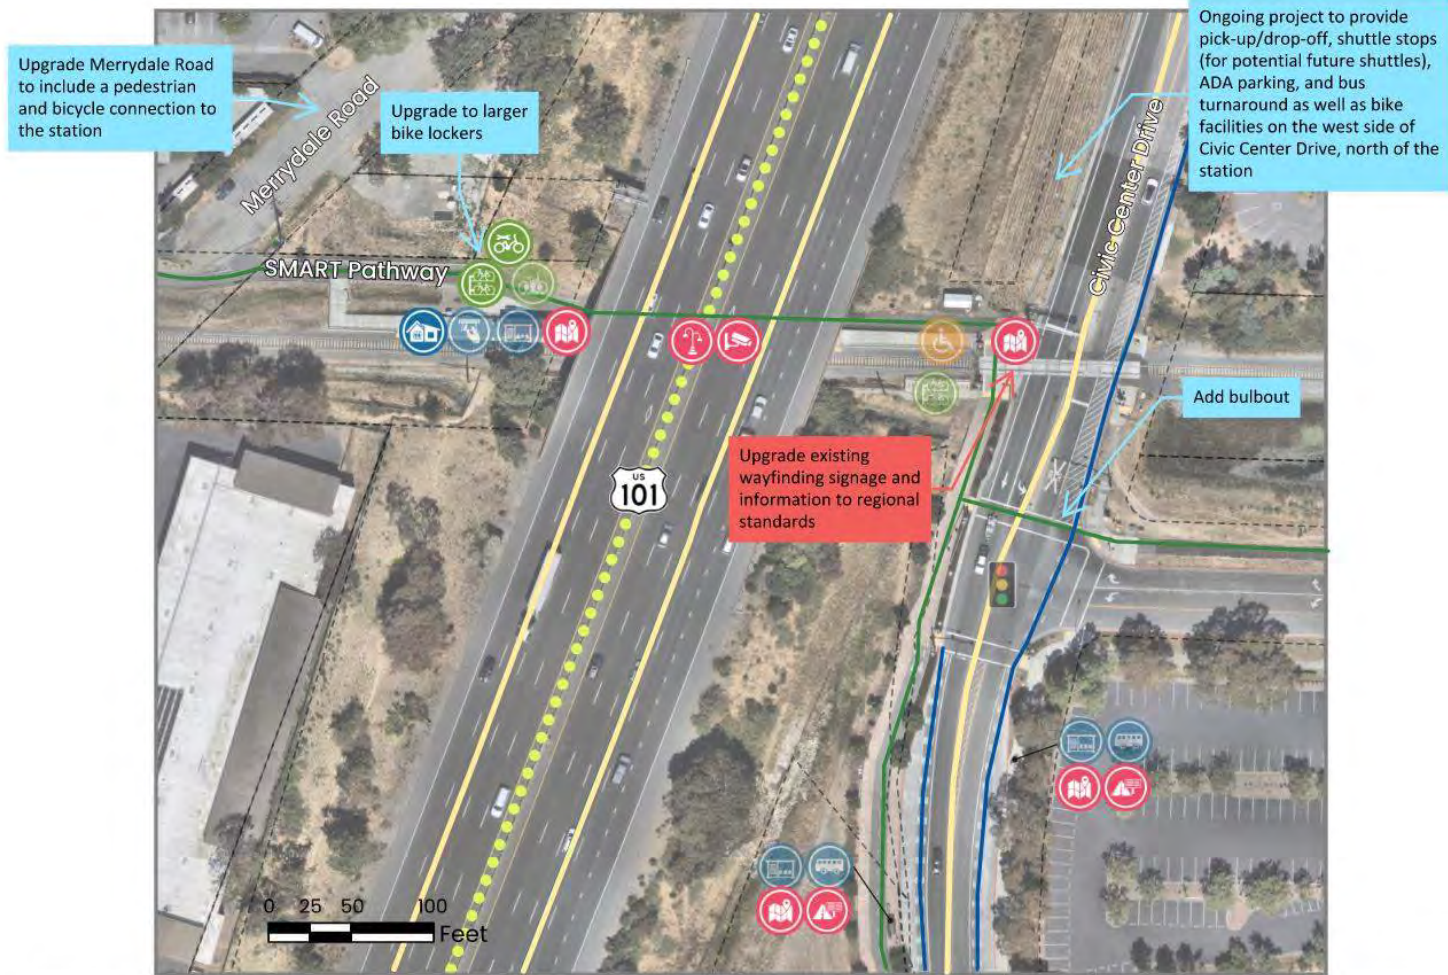 Upgrade Merrydale Road
to include a pedestrian
and bicycle connection to
the station
Upgrade to larger
bike lockers
Ongoing project to provide
pick-up/drop-off, shuttle stops
(for potential future shuttles),
ADA parking, and bus
turnaround as well as bike
facilities on the west side of
Civic Center Drive, north of the
station
Merrydale Road
Civic Center Drive
SMART Pathway
Add bulbout
Upgrade existing
wayfinding signage and
information to regional
standards
US
101
0 25 50 100
Feet